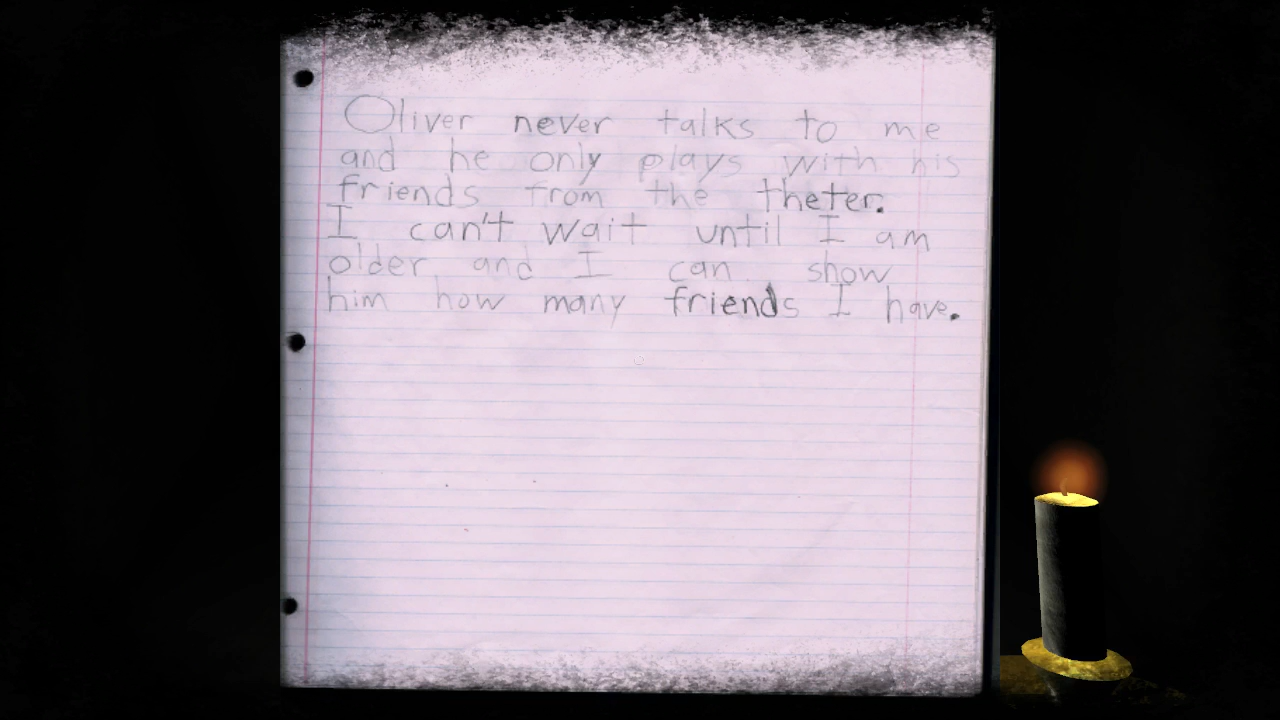 Oliver never talks to me
and he only plays with his
friends from the theter.
I can't wait until I am
older and I can show
him how many friends I have.